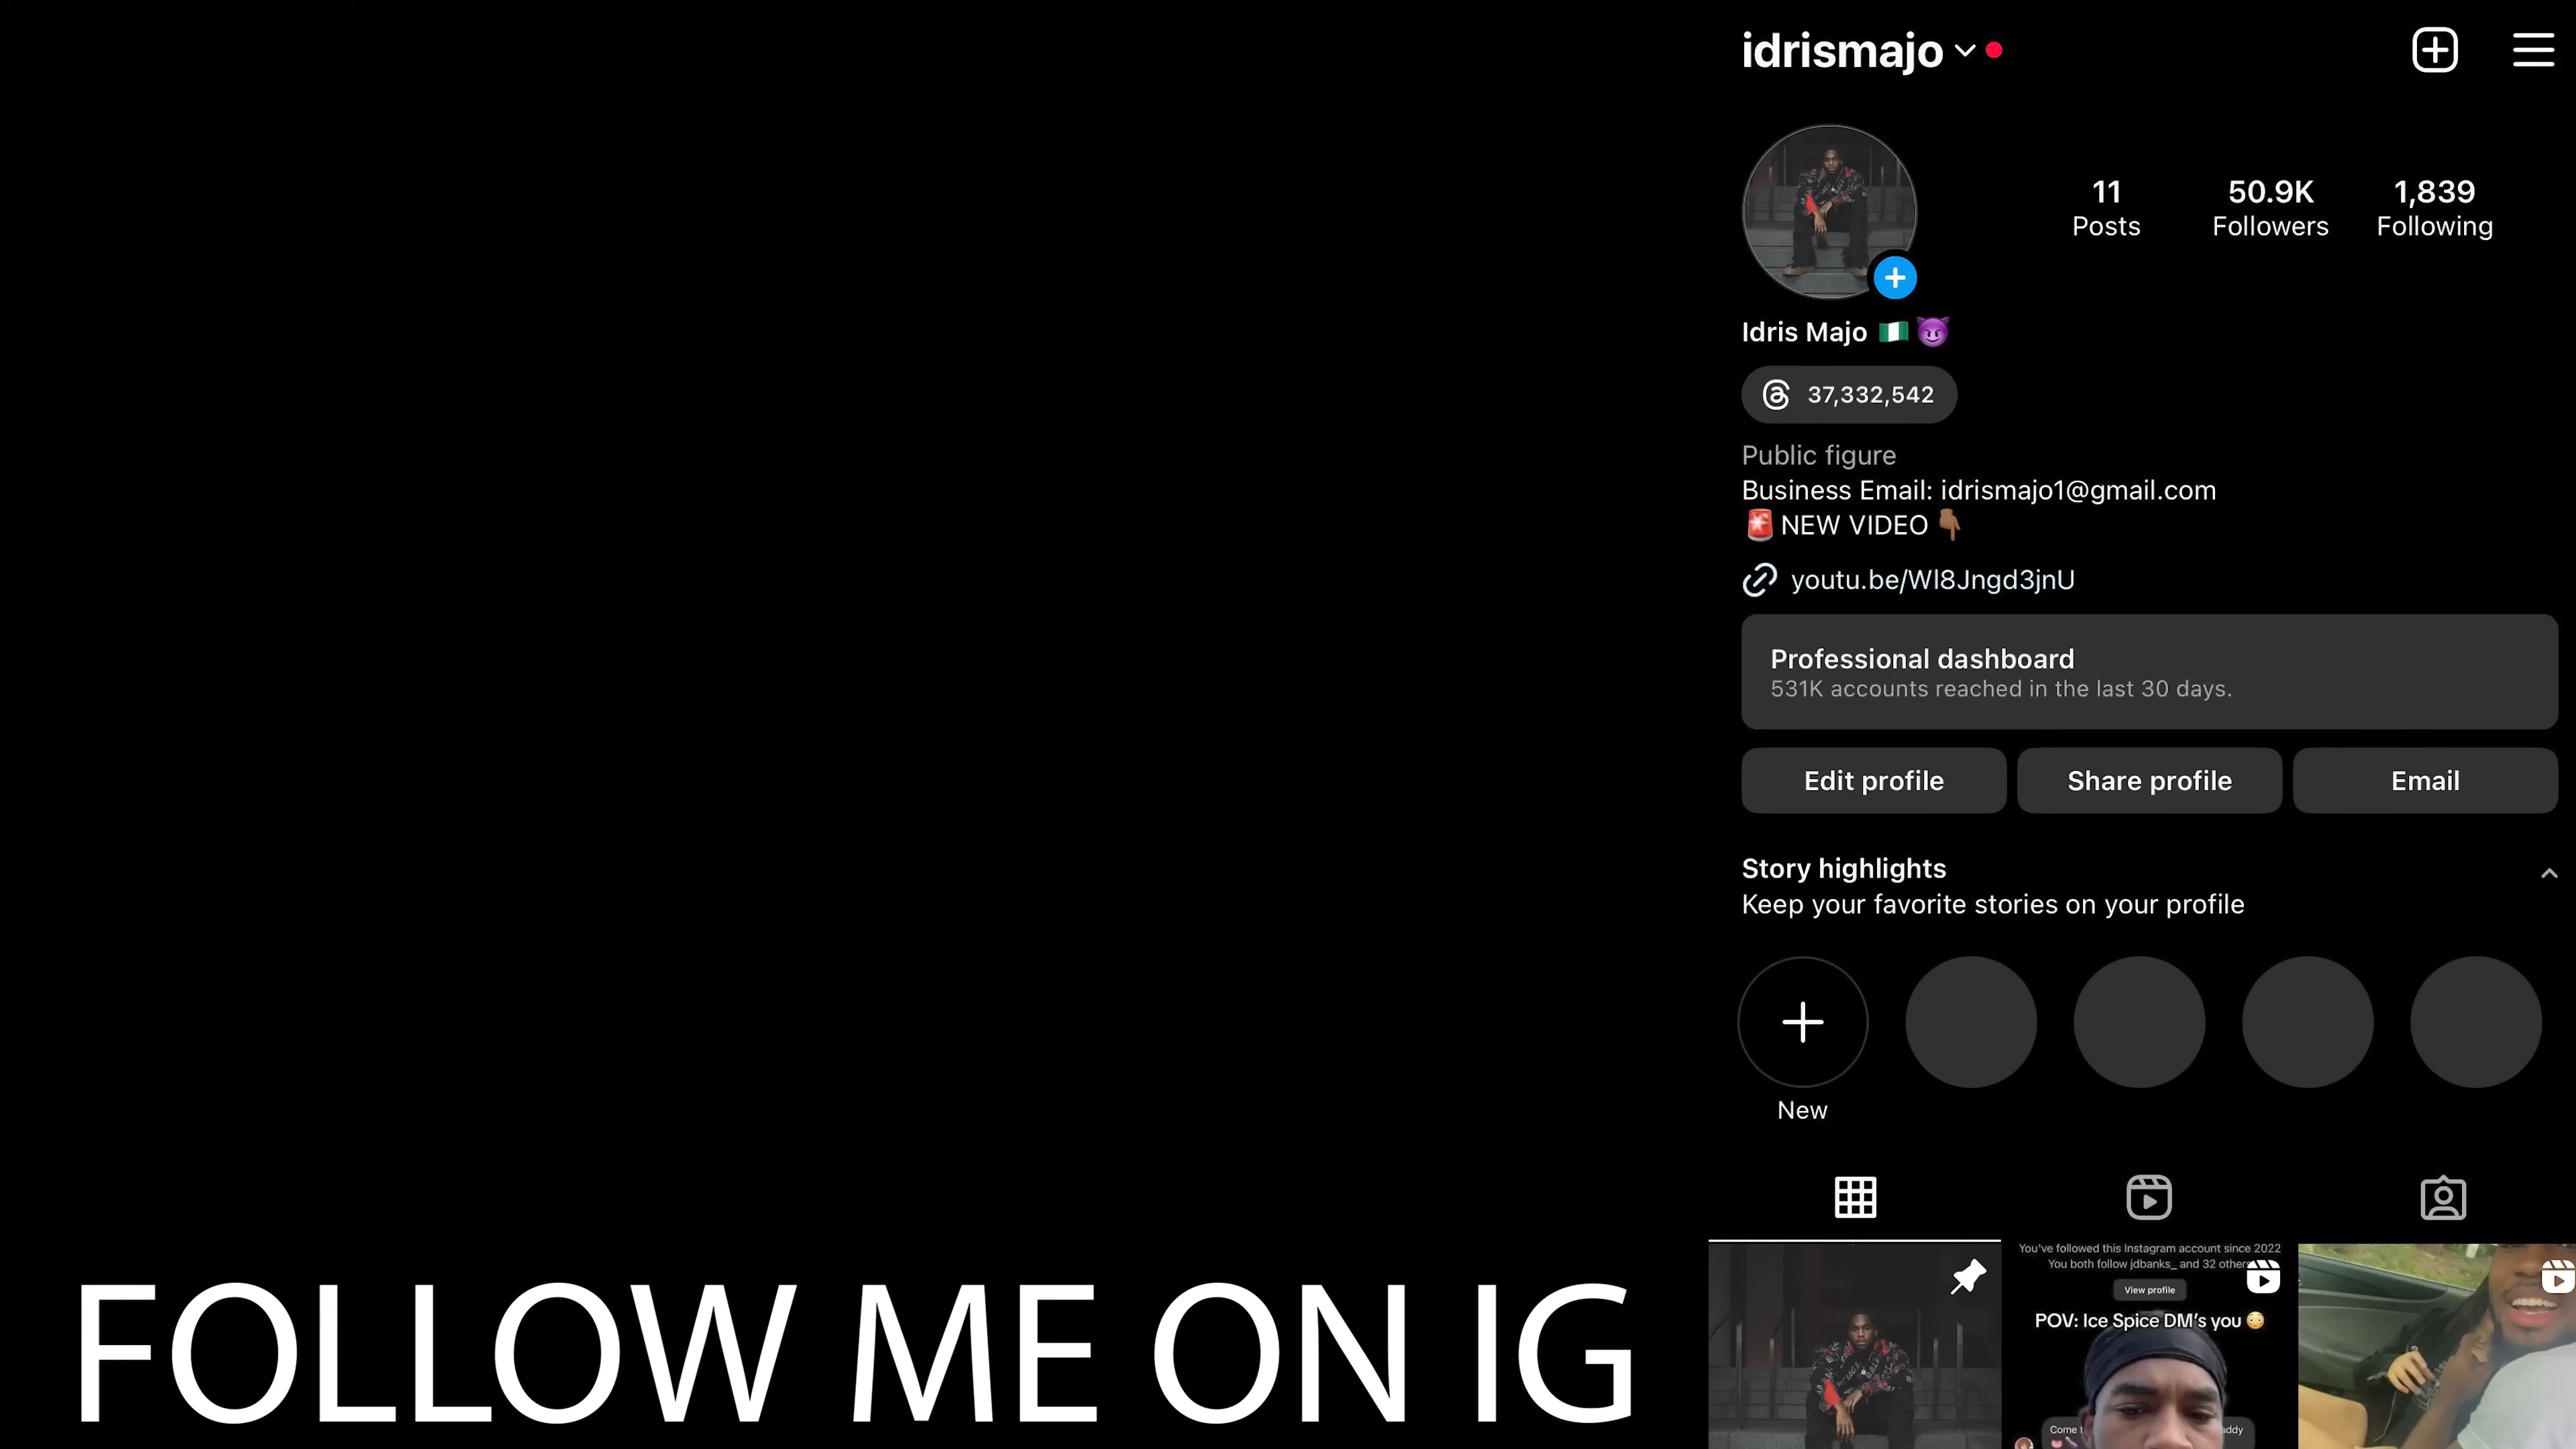 idrismajo
11 50.9K 1,839
Posts Followers Following
Idris Majo 🇳🇬 😈
37,332,542
Public figure
Business Email: idrismajo1@gmail.com
🚨 NEW VIDEO 👇🏾
youtu.be/Wl8Jngd3jnU
Professional dashboard
531K accounts reached in the last 30 days.
Edit profile Share profile Email
Story highlights
Keep your favorite stories on your profile
New
You've followed this Instagram account since 2022
You both follow jdbanks_ and 32 others
View profile
POV: Ice Spice DM's you 😳
Come
FOLLOW ME ON IG